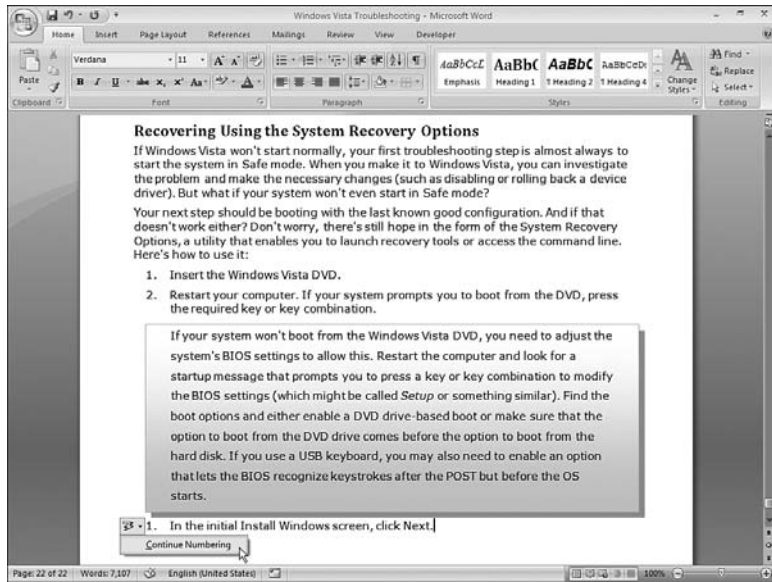 Windows Vista Troubleshooting - Microsoft Word
Home Insert Page Layout References Mailings Review View Developer
Paste
Verdana 11
B I U abe x, x² Aa A
AaBbCcL AaBbC AaBbC AaBbCcDc
Emphasis Heading 1 ¶ Heading 2 ¶ Heading 4
Change Styles
Find
Replace
Select
Clipboard Font Paragraph Styles Editing
Recovering Using the System Recovery Options
If Windows Vista won't start normally, your first troubleshooting step is almost always to
start the system in Safe mode. When you make it to Windows Vista, you can investigate
the problem and make the necessary changes (such as disabling or rolling back a device
driver). But what if your system won't even start in Safe mode?
Your next step should be booting with the last known good configuration. And if that
doesn't work either? Don't worry, there's still hope in the form of the System Recovery
Options, a utility that enables you to launch recovery tools or access the command line.
Here's how to use it:
1. Insert the Windows Vista DVD.
2. Restart your computer. If your system prompts you to boot from the DVD, press
the required key or key combination.
If your system won't boot from the Windows Vista DVD, you need to adjust the
system's BIOS settings to allow this. Restart the computer and look for a
startup message that prompts you to press a key or key combination to modify
the BIOS settings (which might be called Setup or something similar). Find the
boot options and either enable a DVD drive-based boot or make sure that the
option to boot from the DVD drive comes before the option to boot from the
hard disk. If you use a USB keyboard, you may also need to enable an option
that lets the BIOS recognize keystrokes after the POST but before the OS
starts.
1. In the initial Install Windows screen, click Next.
Continue Numbering
Page: 22 of 22 Words: 7,107 English (United States) 100%